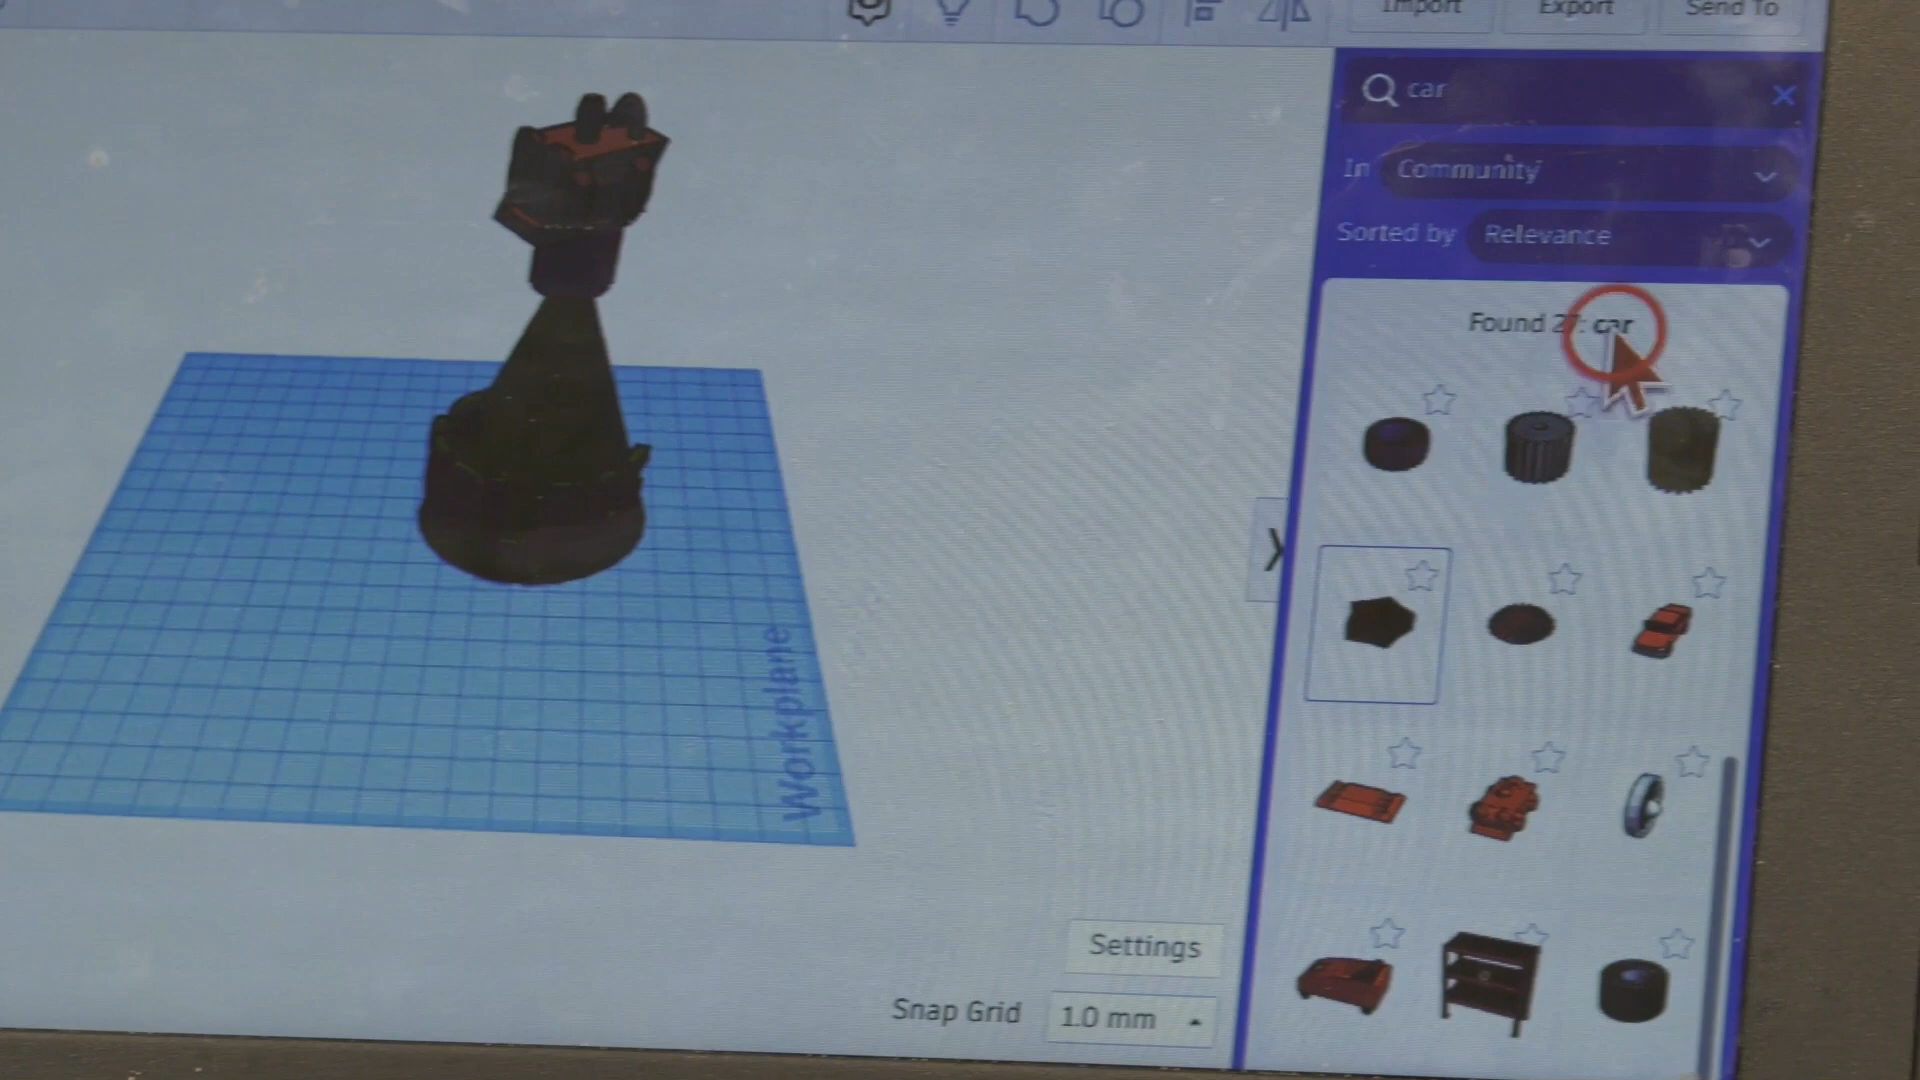 Import Export Send To
car
In Community
Sorted by Relevance
Found 27: car
Workplane
Settings
Snap Grid 1.0 mm